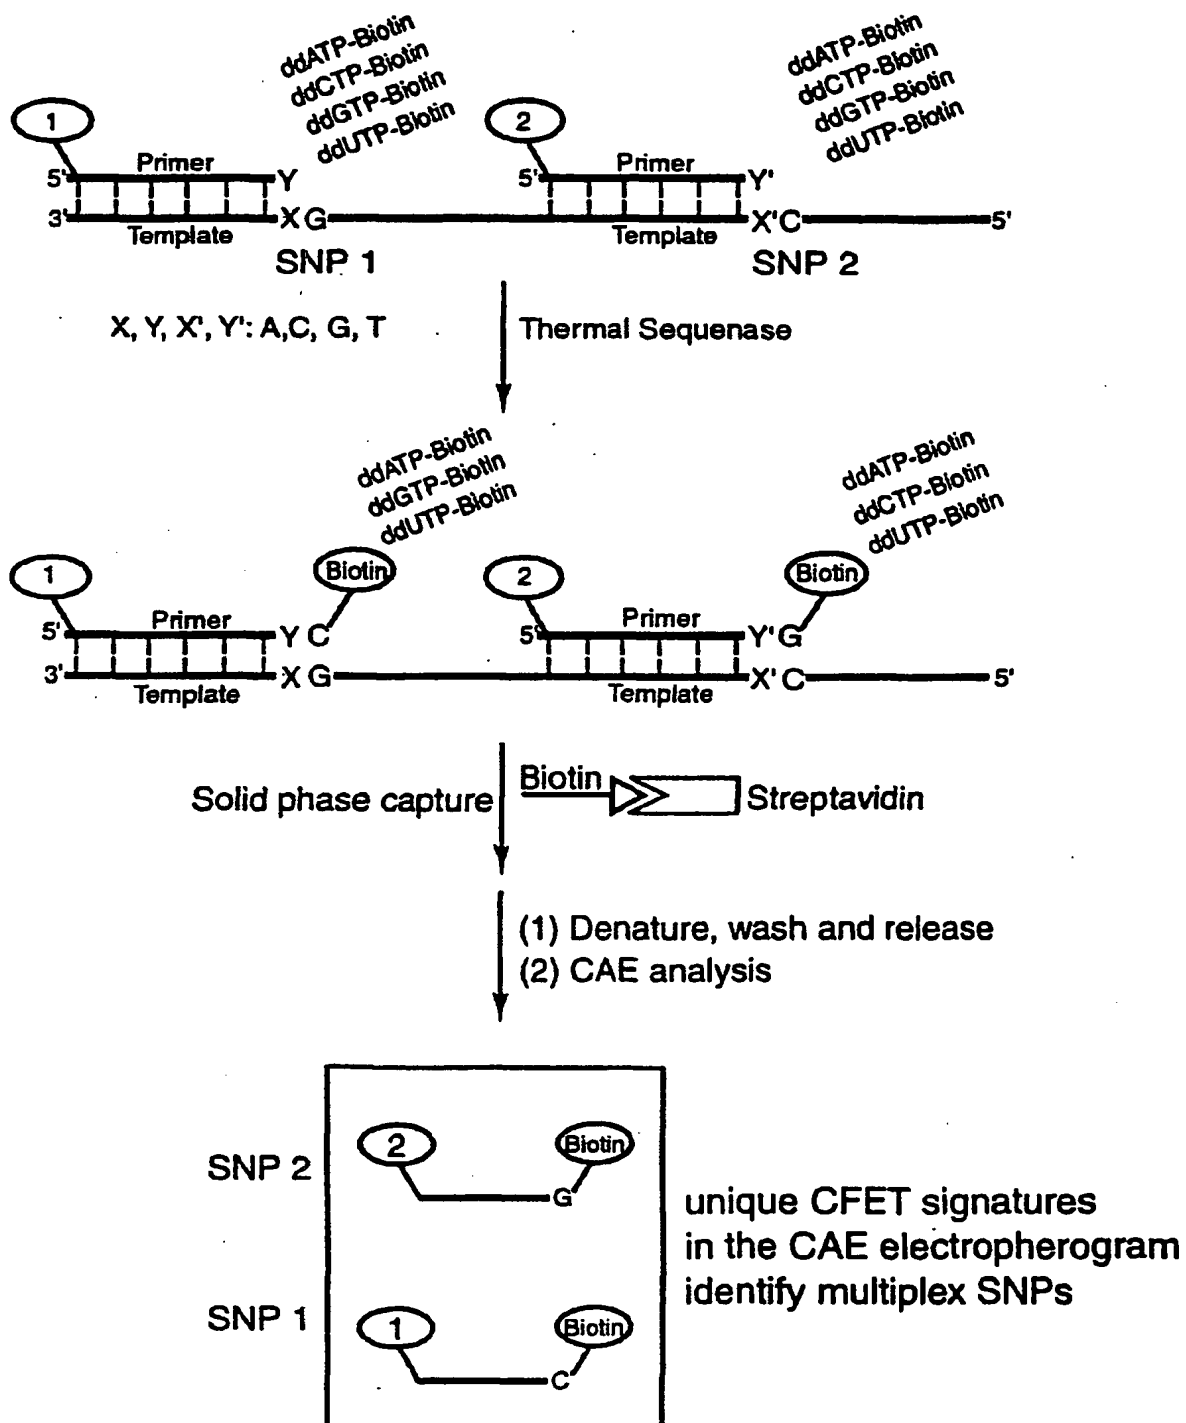 ddATP-Biotin
ddCTP-Biotin
ddGTP-Biotin
ddUTP-Biotin
ddATP-Biotin
ddCTP-Biotin
ddGTP-Biotin
ddUTP-Biotin
1
2
5' Primer Y
5' Primer Y'
3' X G
X' C 5'
Template
Template
SNP 1
SNP 2
X, Y, X', Y': A,C, G, T
Thermal Sequenase
ddATP-Biotin
ddGTP-Biotin
ddUTP-Biotin
ddATP-Biotin
ddCTP-Biotin
ddUTP-Biotin
1
Biotin
2
Biotin
5' Primer Y C
5' Primer Y' G
3' X G
X' C 5'
Template
Template
Solid phase capture
Biotin
Streptavidin
(1) Denature, wash and release
(2) CAE analysis
SNP 2
2
Biotin
G
unique CFET signatures
in the CAE electropherogram
identify multiplex SNPs
SNP 1
1
Biotin
C